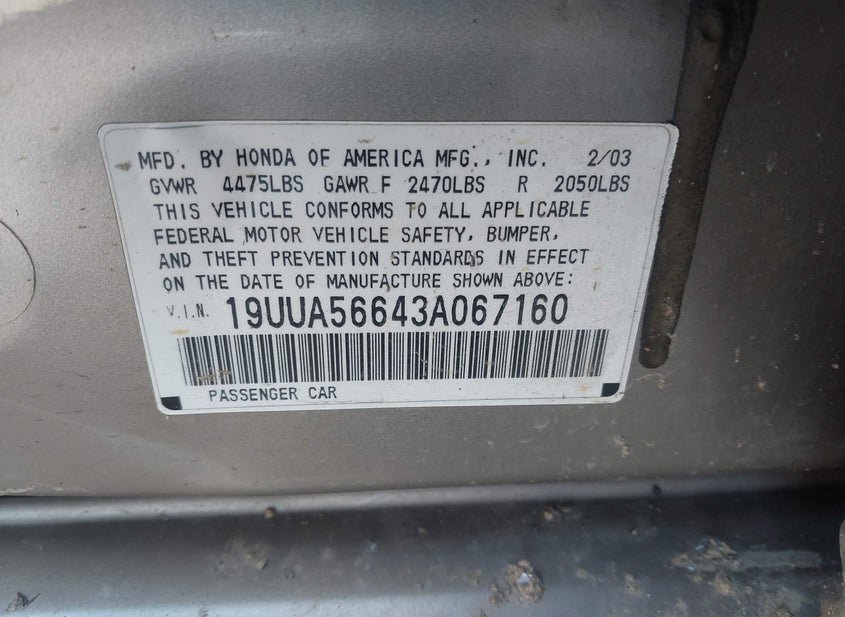 MFD. BY HONDA OF AMERICA MFG., INC. 2/03
GVWR 4475LBS GAWR F 2470LBS R 2050LBS
THIS VEHICLE CONFORMS TO ALL APPLICABLE
FEDERAL MOTOR VEHICLE SAFETY, BUMPER,
AND THEFT PREVENTION STANDARDS IN EFFECT
ON THE DATE OF MANUFACTURE SHOWN ABOVE:
V.I.N. 19UUA56643A067160
PASSENGER CAR